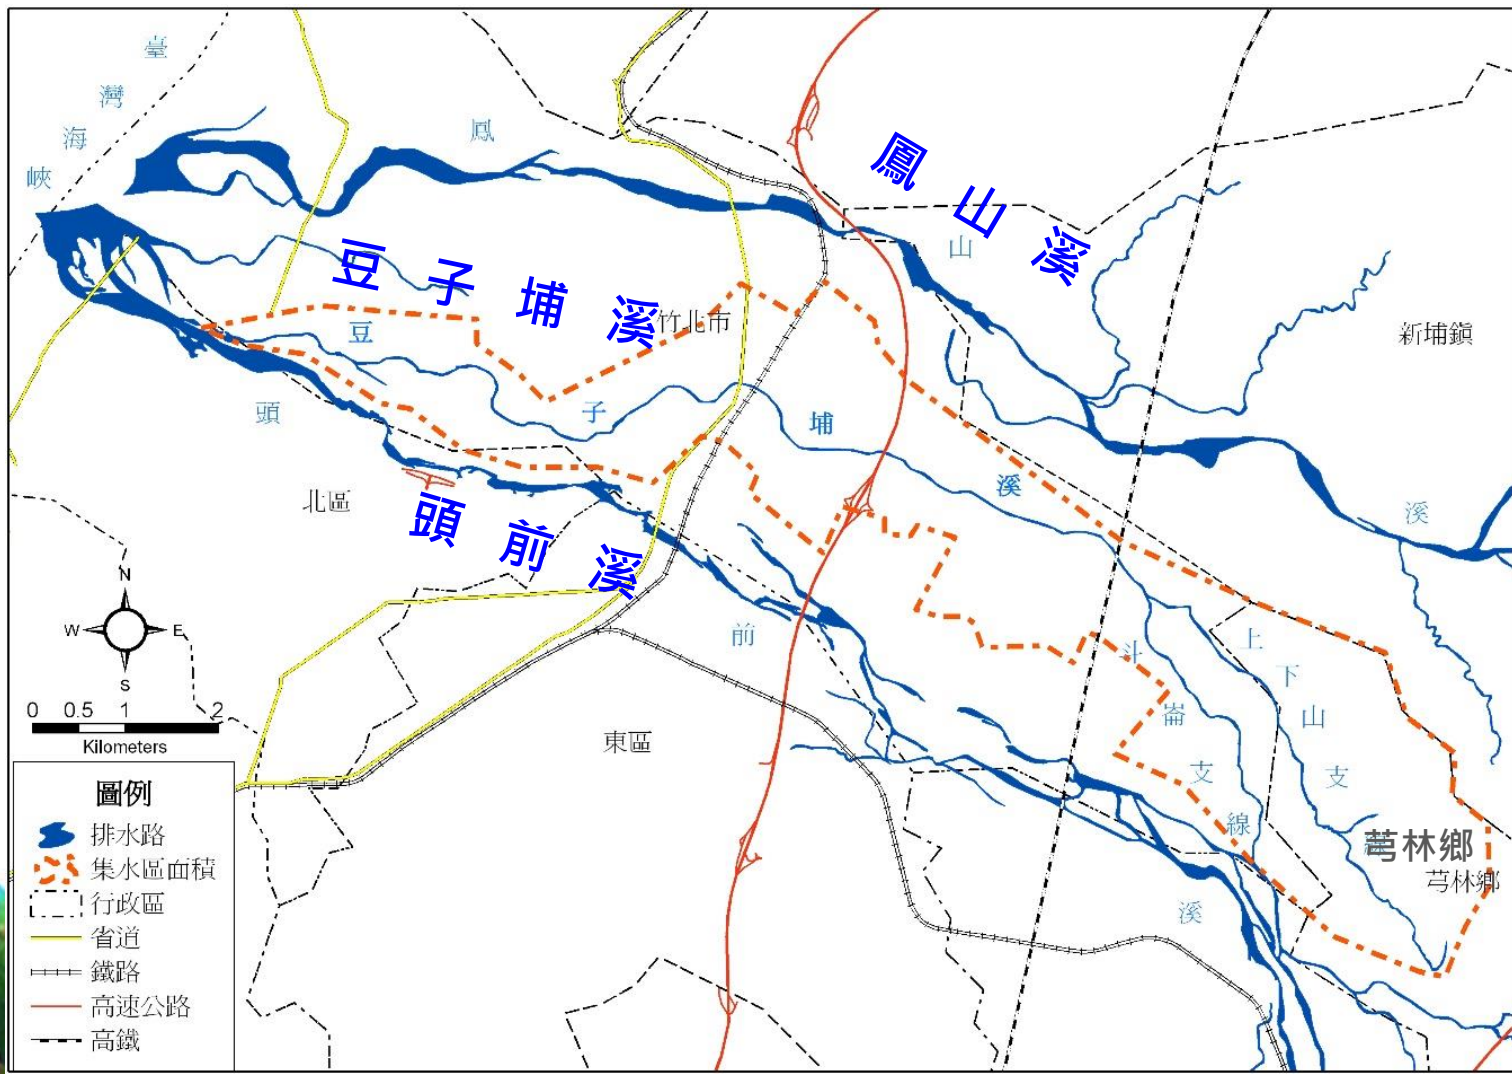 臺灣海峽
鳳山溪
鳳山溪
豆子埔溪
豆子埔溪
竹北市
新埔鎮
頭前溪
頭前溪
北區
東區
斗崙支線
上下山支線
芎林鄉
芎林鄉
N
W E
S
0 0.5 1 2
Kilometers
圖例
排水路
集水區面積
行政區
省道
鐵路
高速公路
高鐵